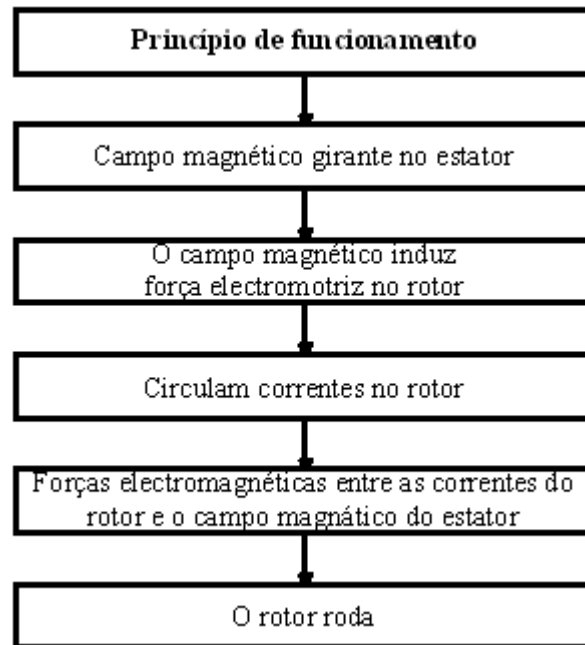 Princípio de funcionamento
Campo magnético girante no estator
O campo magnético induz
força electromotriz no rotor
Circulam correntes no rotor
Forças electromagnéticas entre as correntes do
rotor e o campo magnático do estator
O rotor roda